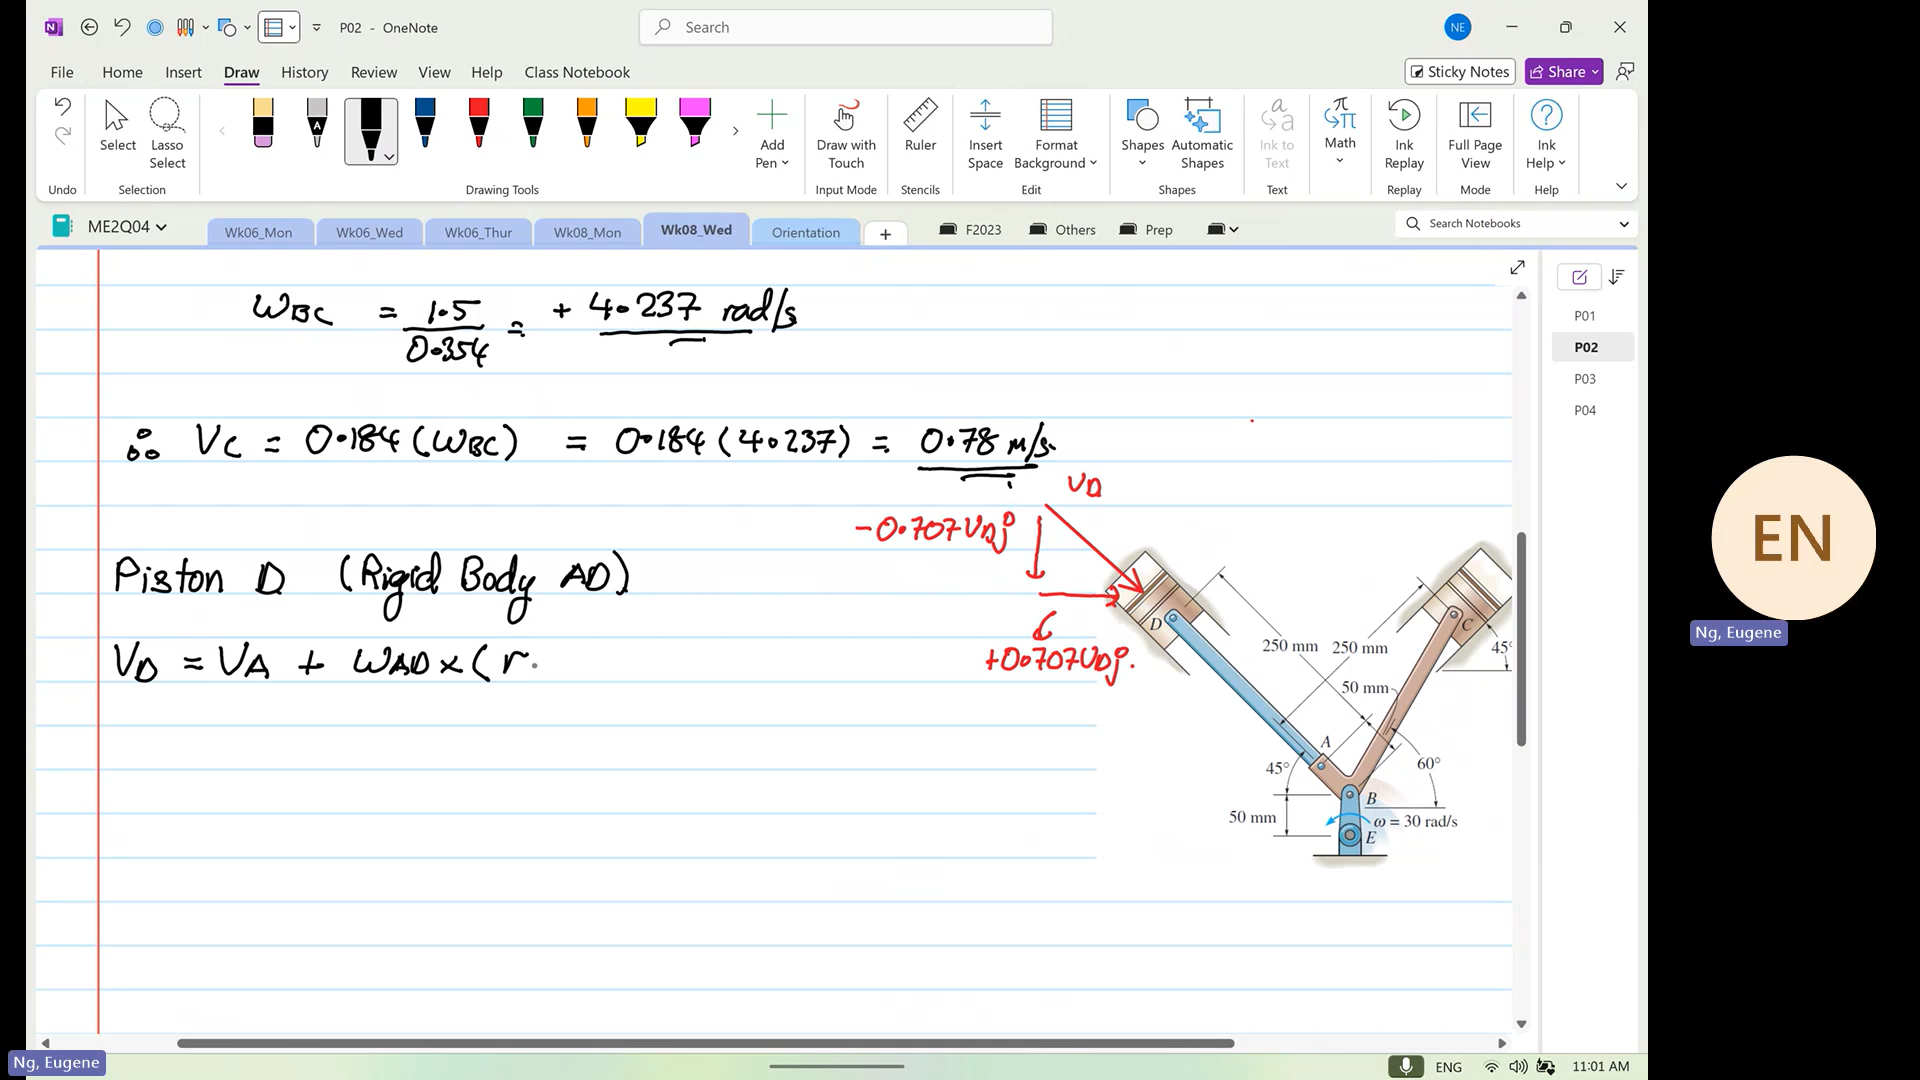 P02 - OneNote
Search
NE
File Home Insert Draw History Review View Help Class Notebook
Sticky Notes
Share
Undo
Select
Lasso Select
Selection
Drawing Tools
Add Pen
Draw with Touch
Input Mode
Ruler
Stencils
Insert Space
Format Background
Edit
Shapes
Automatic Shapes
Shapes
Ink to Text
Text
Math
Ink Replay
Replay
Full Page View
Mode
Ink Help
Help
ME2Q04
Wk06_Mon Wk06_Wed Wk06_Thur Wk08_Mon Wk08_Wed Orientation + F2023 Others Prep
Search Notebooks
P01
P02
P03
P04
ωBC = 1.5/0.354 = + 4.237 rad/s
∴ VC = 0.184 (ωBC) = 0.184 (4.237) = 0.78 m/s.
VD
-0.707VDj
Piston D (Rigid Body AD)
VD = VA + ωAD × ( r
+0.707VDj.
D
C
250 mm 250 mm
45°
50 mm
A
45°
60°
B
50 mm
ω = 30 rad/s
E
EN
Ng, Eugene
Ng, Eugene
ENG
11:01 AM